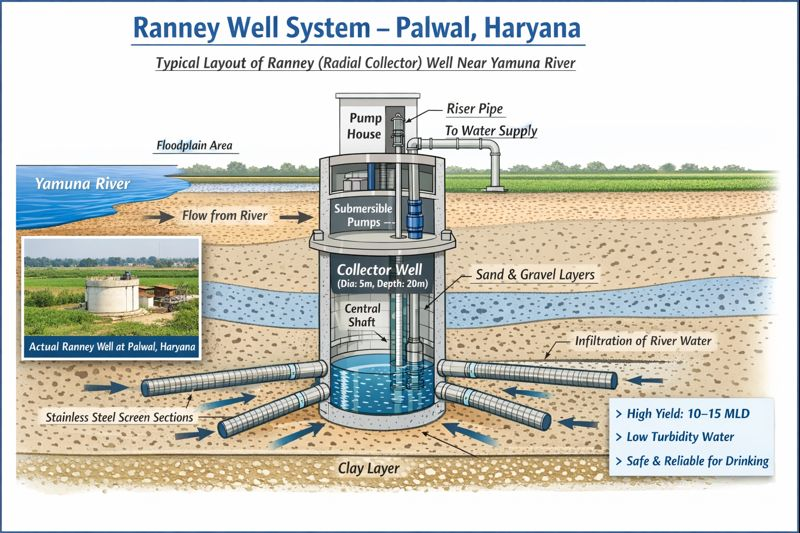 Ranney Well System – Palwal, Haryana
Typical Layout of Ranney (Radial Collector) Well Near Yamuna River
Pump
House
Riser Pipe
To Water Supply
Floodplain Area
Yamuna River
Flow from River
Submersible
Pumps
Collector Well
(Dia: 5m, Depth: 20m)
Sand & Gravel Layers
Central
Shaft
Actual Ranney Well at Palwal, Haryana
Infiltration of River Water
Stainless Steel Screen Sections
> High Yield: 10–15 MLD
> Low Turbidity Water
> Safe & Reliable for Drinking
Clay Layer